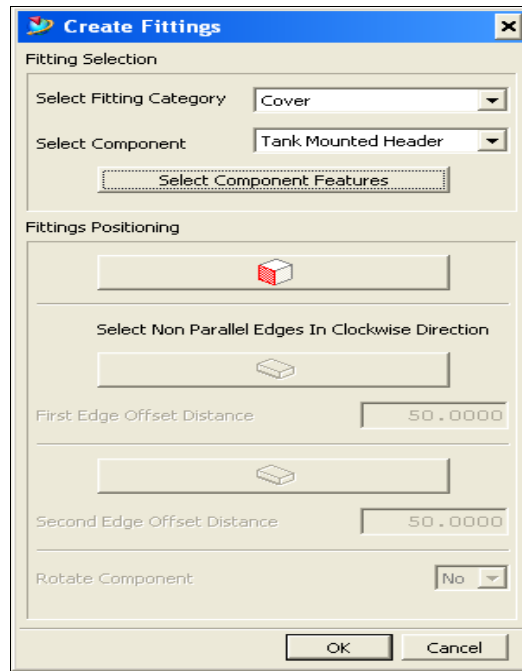 Create Fittings
Fitting Selection
Select Fitting Category Cover
Select Component Tank Mounted Header
Select Component Features
Fittings Positioning
Select Non Parallel Edges In Clockwise Direction
First Edge Offset Distance 50.0000
Second Edge Offset Distance 50.0000
Rotate Component No
OK Cancel